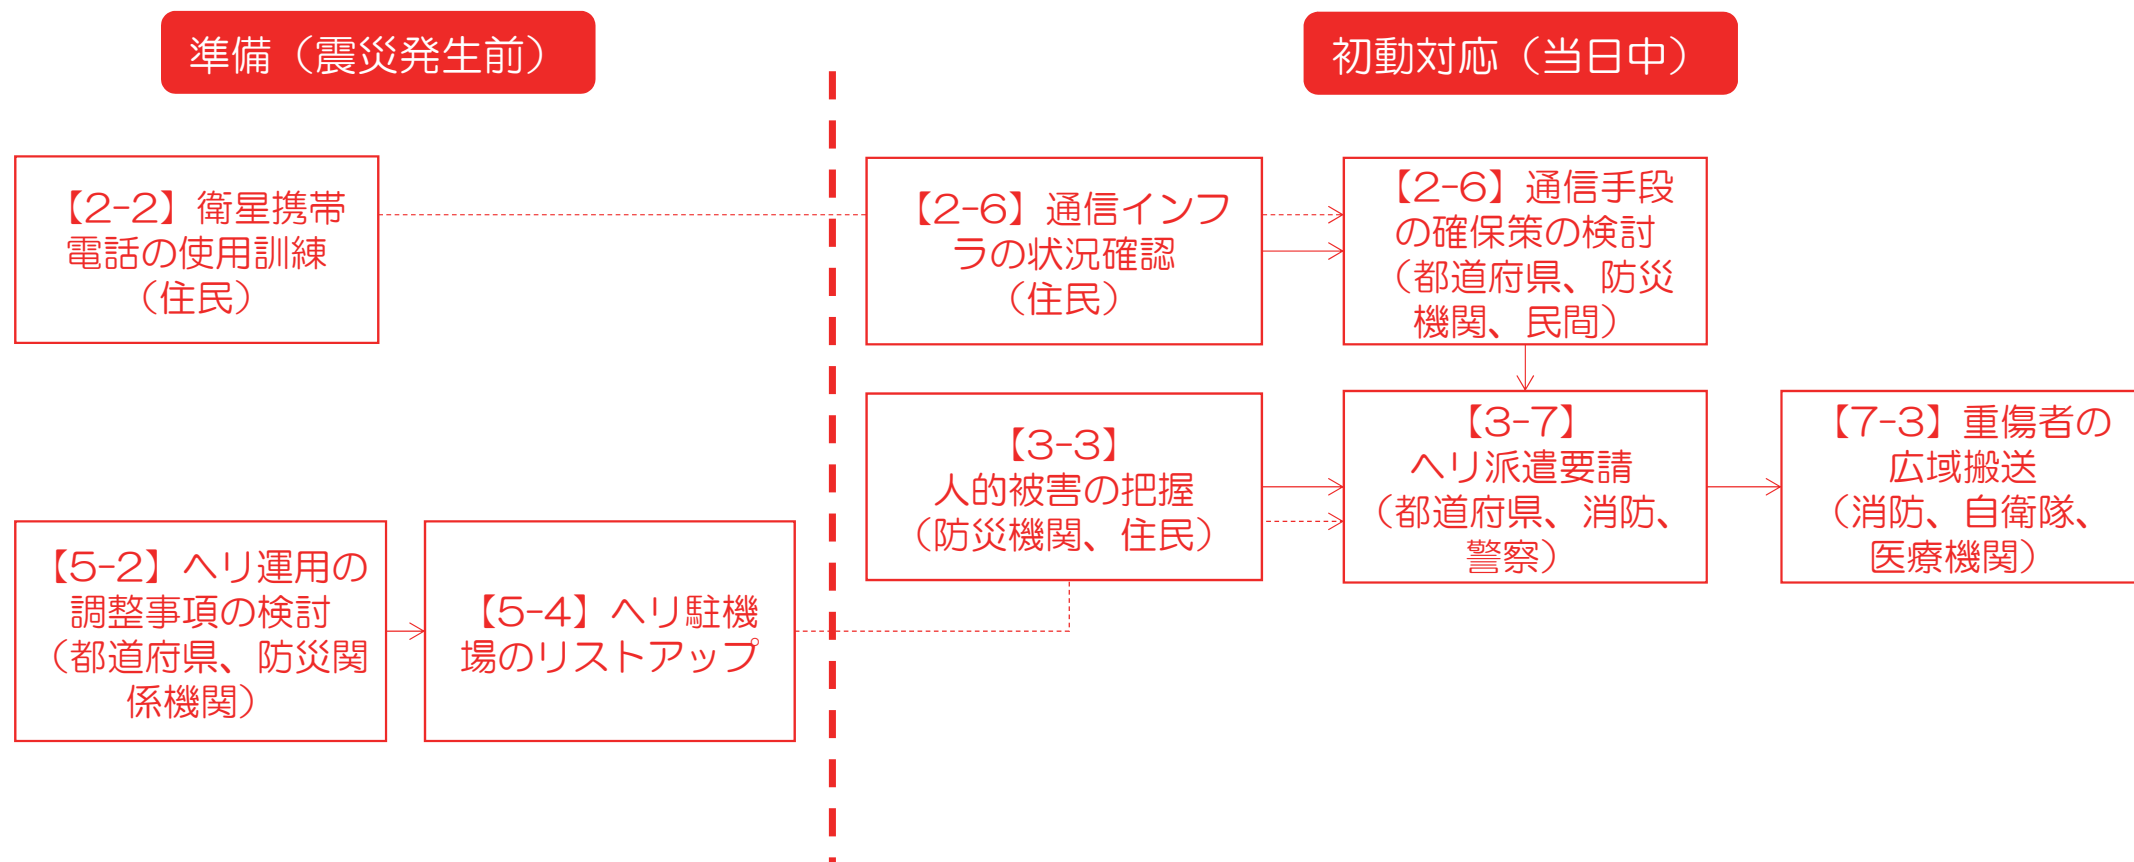 準備（震災発生前）
初動対応（当日中）
【2-2】衛星携帯
電話の使用訓練
（住民）
【2-6】通信インフ
ラの状況確認
（住民）
【2-6】通信手段
の確保策の検討
（都道府県、防災
機関、民間）
【3-3】
人的被害の把握
（防災機関、住民）
【3-7】
ヘリ派遣要請
（都道府県、消防、
警察）
【7-3】重傷者の
広域搬送
（消防、自衛隊、
医療機関）
【5-2】ヘリ運用の
調整事項の検討
（都道府県、防災関
係機関）
【5-4】ヘリ駐機
場のリストアップ